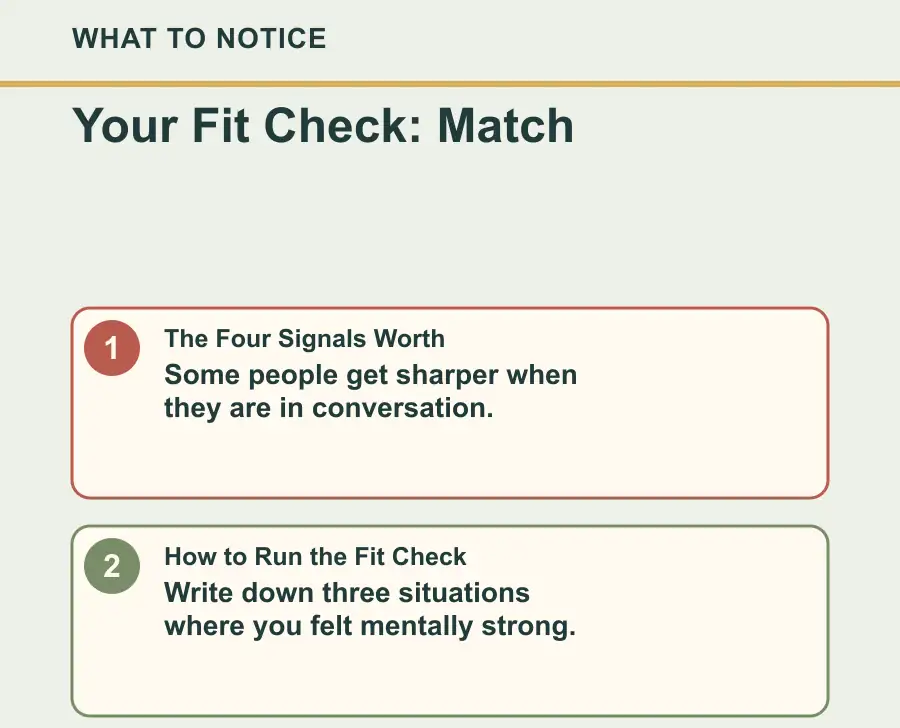 WHAT TO NOTICE
Your Fit Check: Match
1
The Four Signals Worth
Some people get sharper when
they are in conversation.
2
How to Run the Fit Check
Write down three situations
where you felt mentally strong.